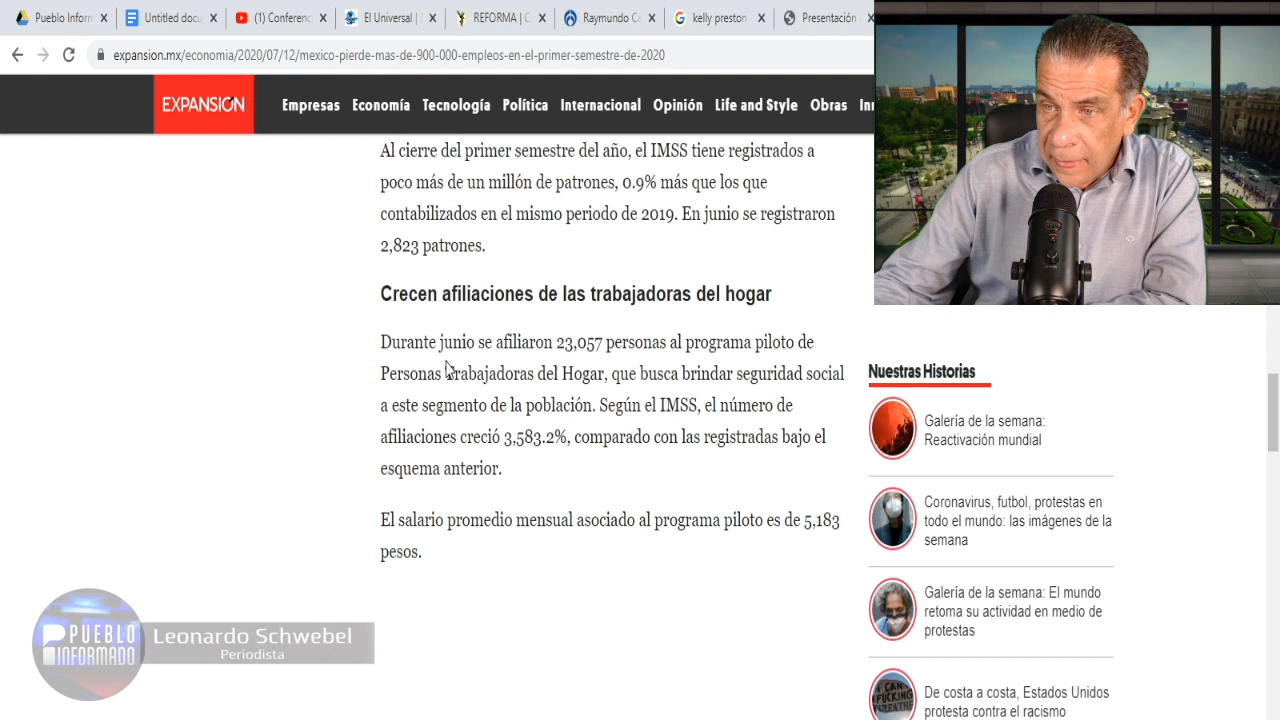 Pueblo Inform
Untitled docu
(1) Conferenc
El Universal |
REFORMA | C
Raymundo Ca
kelly preston
Presentación
expansion.mx/economia/2020/07/12/mexico-pierde-mas-de-900-000-empleos-en-el-primer-semestre-de-2020
EXPANSIÓN
Empresas Economía Tecnología Política Internacional Opinión Life and Style Obras
Al cierre del primer semestre del año, el IMSS tiene registrados a
poco más de un millón de patrones, 0.9% más que los que
contabilizados en el mismo periodo de 2019. En junio se registraron
2,823 patrones.
Crecen afiliaciones de las trabajadoras del hogar
Durante junio se afiliaron 23,057 personas al programa piloto de
Personas Trabajadoras del Hogar, que busca brindar seguridad social
a este segmento de la población. Según el IMSS, el número de
afiliaciones creció 3,583.2%, comparado con las registradas bajo el
esquema anterior.
El salario promedio mensual asociado al programa piloto es de 5,183
pesos.
Nuestras Historias
Galería de la semana:
Reactivación mundial
Coronavirus, futbol, protestas en
todo el mundo: las imágenes de la
semana
Galería de la semana: El mundo
retoma su actividad en medio de
protestas
I CAN'T
FUCKING
BREATHE
De costa a costa, Estados Unidos
protesta contra el racismo
PUEBLO
INFORMADO
Leonardo Schwebel
Periodista